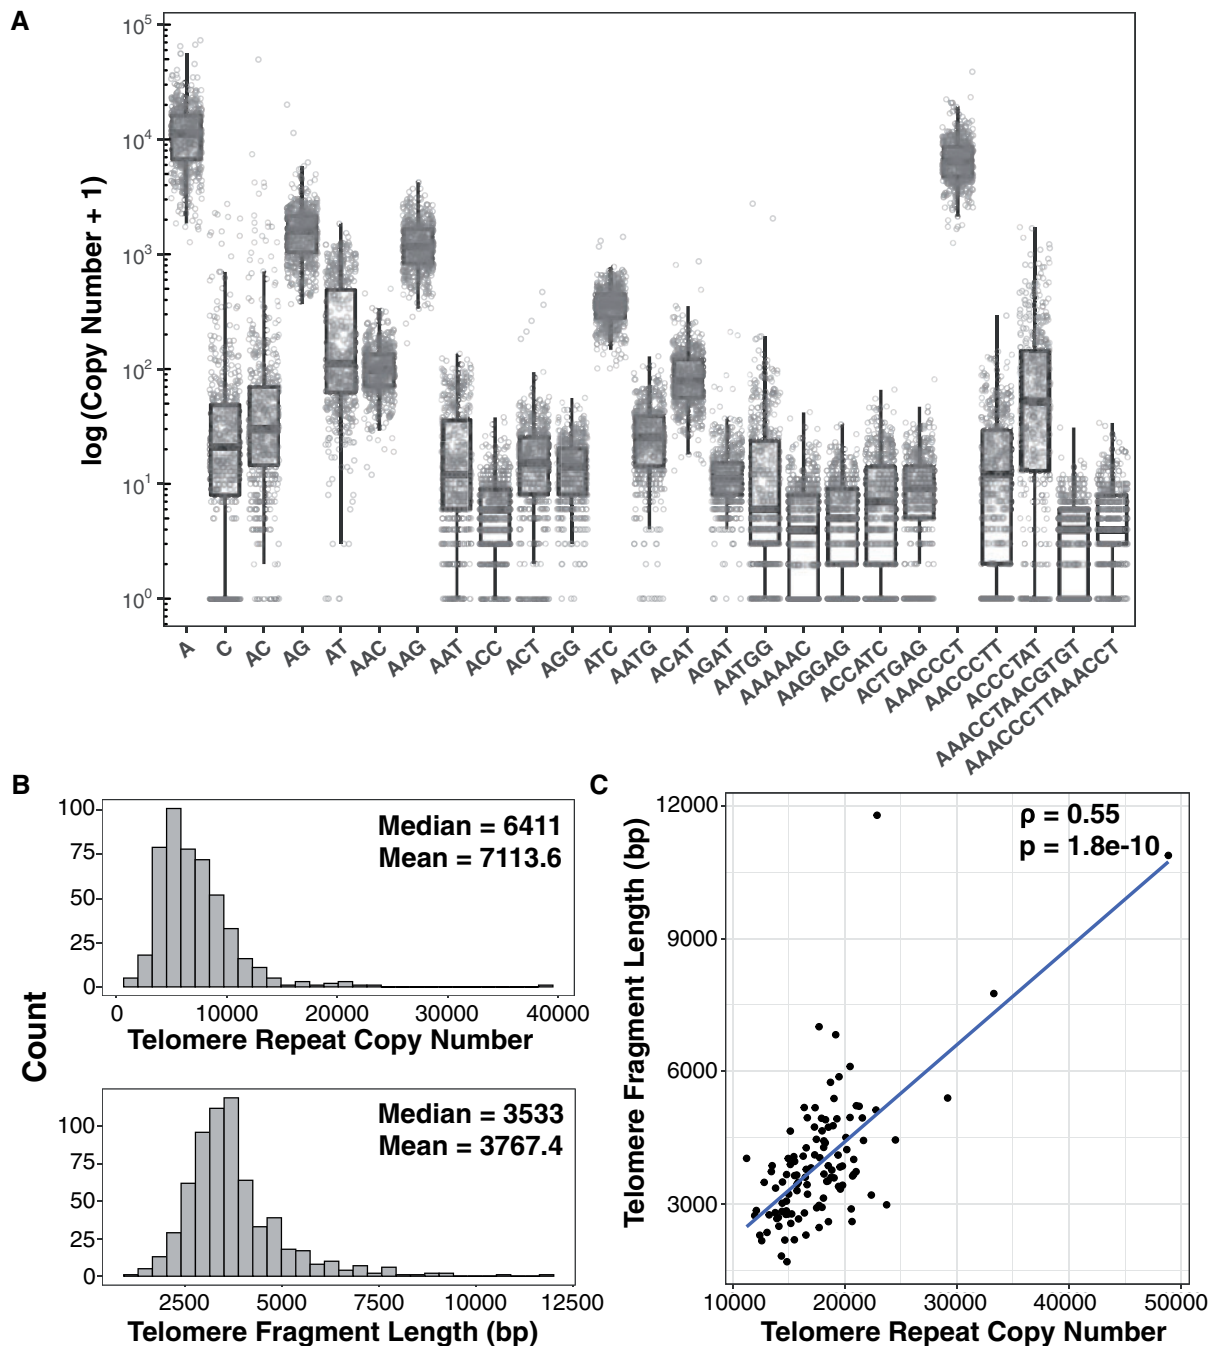 A
log (Copy Number + 1)
10^5
10^4
10^3
10^2
10^1
10^0
A
C
AC
AG
AT
AAC
AAG
AAT
ACC
ACT
AGG
ATC
AATG
ACAT
AGAT
AATGG
AAAAAC
AAGGAG
ACCATC
ACTGAG
AAACCCT
AACCCTT
ACCCTAT
AAACCTAACGTGT
AAACCCTTAAACCT
B
Count
100
75
50
25
0
Median = 6411
Mean = 7113.6
0 10000 20000 30000 40000
Telomere Repeat Copy Number
100
75
50
25
0
Median = 3533
Mean = 3767.4
2500 5000 7500 10000 12500
Telomere Fragment Length (bp)
C
Telomere Fragment Length (bp)
12000
9000
6000
3000
ρ = 0.55
p = 1.8e-10
10000 20000 30000 40000 50000
Telomere Repeat Copy Number